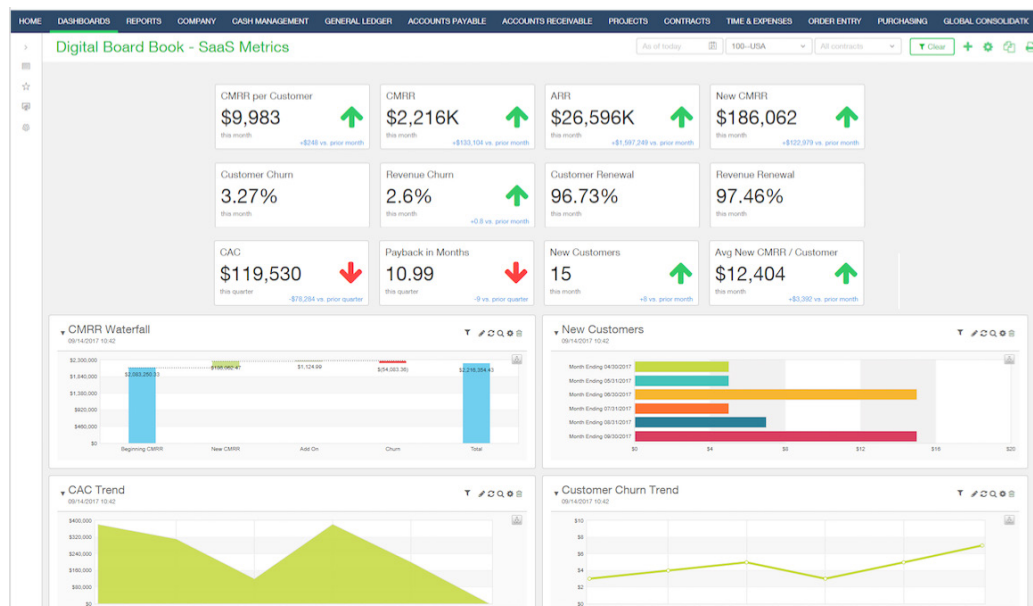 HOME DASHBOARDS REPORTS COMPANY CASH MANAGEMENT GENERAL LEDGER ACCOUNTS PAYABLE ACCOUNTS RECEIVABLE PROJECTS CONTRACTS TIME & EXPENSES ORDER ENTRY PURCHASING GLOBAL CONSOLIDATIO
Digital Board Book - SaaS Metrics
As of today 100--USA All contracts Clear
CMRR per Customer
$9,983
this month
+$248 vs. prior month
CMRR
$2,216K
this month
+$133,104 vs. prior month
ARR
$26,596K
this month
+$1,597,249 vs. prior month
New CMRR
$186,062
this month
+$122,979 vs. prior month
Customer Churn
3.27%
this month
Revenue Churn
2.6%
this month
+0.8 vs. prior month
Customer Renewal
96.73%
this month
Revenue Renewal
97.46%
this month
CAC
$119,530
this quarter
-$78,284 vs. prior quarter
Payback in Months
10.99
this quarter
-9 vs. prior quarter
New Customers
15
this month
+8 vs. prior month
Avg New CMRR / Customer
$12,404
this month
+$3,392 vs. prior month
CMRR Waterfall
09/14/2017 10:42
$2,300,000
$1,840,000
$1,380,000
$920,000
$460,000
$0
$1,124.89
Beginning CMRR New CMRR Add On Churn Total
New Customers
09/14/2017 10:42
Month Ending 04/30/2017
Month Ending 05/31/2017
Month Ending 06/30/2017
Month Ending 07/31/2017
Month Ending 08/31/2017
Month Ending 09/30/2017
$0 $4 $8 $12 $16 $20
CAC Trend
09/14/2017 10:42
$400,000
$320,000
$240,000
$160,000
$80,000
$0
Customer Churn Trend
09/14/2017 10:42
$10
$8
$6
$4
$2
$0